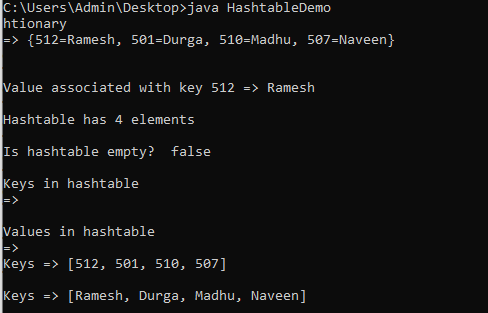 C:\Users\Admin\Desktop>java HashtableDemo
htionary
=> {512=Ramesh, 501=Durga, 510=Madhu, 507=Naveen}
Value associated with key 512 => Ramesh
Hashtable has 4 elements
Is hashtable empty?  false
Keys in hashtable
=>
Values in hashtable
=>
Keys => [512, 501, 510, 507]
Keys => [Ramesh, Durga, Madhu, Naveen]